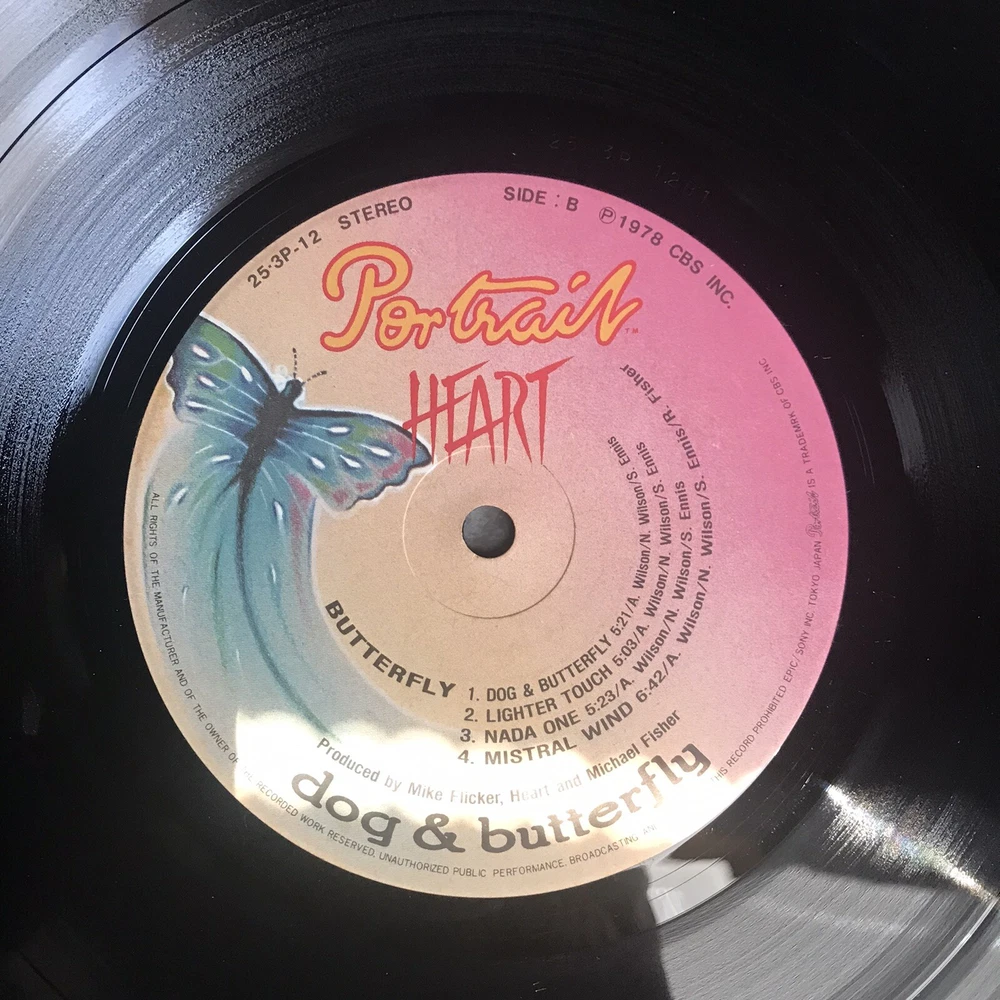 25·3P-12 STEREO
SIDE : B Ⓟ1978 CBS INC.
Portrait™
HEART
BUTTERFLY
1. DOG & BUTTERFLY 5:21/A. Wilson/N. Wilson/S. Ennis
2. LIGHTER TOUCH 5:03/A. Wilson/N. Wilson/S. Ennis
3. NADA ONE 5:23/A. Wilson/N. Wilson/S. Ennis
4. MISTRAL WIND 6:42/A. Wilson/N. Wilson/S. Ennis/R. Fisher
Produced by Mike Flicker, Heart and Michael Fisher
dog & butterfly
ALL RIGHTS OF THE MANUFACTURER AND OF THE OWNER OF THE RECORDED WORK RESERVED. UNAUTHORIZED PUBLIC PERFORMANCE, BROADCASTING AND THIS RECORD PROHIBITED EPIC/SONY INC. TOKYO JAPAN Portrait IS A TRADEMRK OF CBS INC